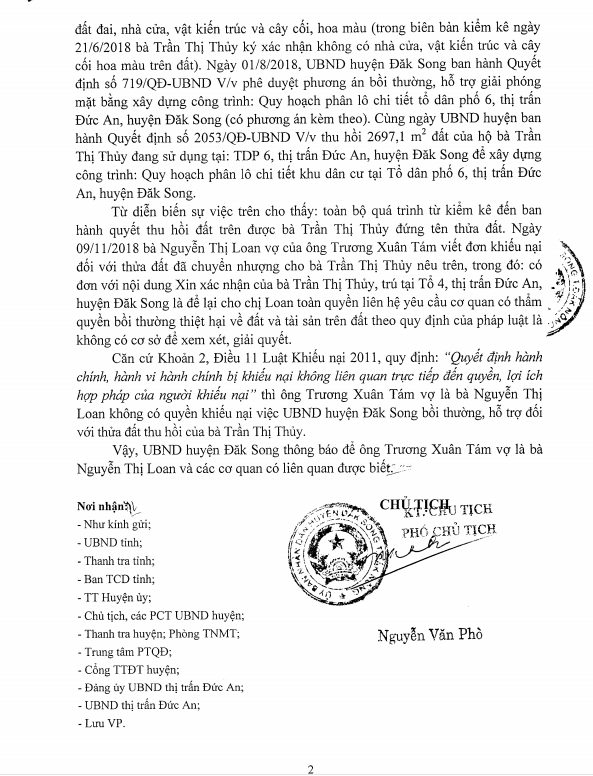 đất đai, nhà cửa, vật kiến trúc và cây cối, hoa màu (trong biên bản kiểm kê ngày
21/6/2018 bà Trần Thị Thủy ký xác nhận không có nhà cửa, vật kiến trúc và cây
cối hoa màu trên đất). Ngày 01/8/2018, UBND huyện Đăk Song ban hành Quyết
định số 719/QĐ-UBND V/v phê duyệt phương án bồi thường, hỗ trợ giải phóng
mặt bằng xây dựng công trình: Quy hoạch phân lô chi tiết tổ dân phố 6, thị trấn
Đức An, huyện Đăk Song (có phương án kèm theo). Cùng ngày UBND huyện ban
hành Quyết định số 2053/QĐ-UBND V/v thu hồi 2697,1 m² đất của hộ bà Trần
Thị Thủy đang sử dụng tại: TDP 6, thị trấn Đức An, huyện Đăk Song để xây dựng
công trình: Quy hoạch phân lô chi tiết khu dân cư tại Tổ dân phố 6, thị trấn Đức
An, huyện Đăk Song.
Từ diễn biến sự việc trên cho thấy: toàn bộ quá trình từ kiểm kê đến ban
hành quyết thu hồi đất trên được bà Trần Thị Thủy đứng tên thửa đất. Ngày
09/11/2018 bà Nguyễn Thị Loan vợ của ông Trương Xuân Tám viết đơn khiếu nại
đối với thửa đất đã chuyển nhượng cho bà Trần Thị Thủy nêu trên, trong đó: có
đơn với nội dung Xin xác nhận của bà Trần Thị Thủy, trú tại Tổ 4, thị trấn Đức An,
huyện Đăk Song là để lại cho chị Loan toàn quyền liên hệ yêu cầu cơ quan có thẩm
quyền bồi thường thiệt hại về đất và tài sản trên đất theo quy định của pháp luật là
không có cơ sở để xem xét, giải quyết.
Căn cứ Khoản 2, Điều 11 Luật Khiếu nại 2011, quy định: “Quyết định hành
chính, hành vi hành chính bị khiếu nại không liên quan trực tiếp đến quyền, lợi ích
hợp pháp của người khiếu nại” thì ông Trương Xuân Tám vợ là bà Nguyễn Thị
Loan không có quyền khiếu nại việc UBND huyện Đăk Song bồi thường, hỗ trợ đối
với thửa đất thu hồi của bà Trần Thị Thủy.
Vậy, UBND huyện Đăk Song thông báo để ông Trương Xuân Tám vợ là bà
Nguyễn Thị Loan và các cơ quan có liên quan được biết.
Nơi nhận:
- Như kính gửi;
- UBND tỉnh;
- Thanh tra tỉnh;
- Ban TCD tỉnh;
- TT Huyện ủy;
- Chủ tịch, các PCT UBND huyện;
- Thanh tra huyện; Phòng TNMT;
- Trung tâm PTQĐ;
- Cổng TTĐT huyện;
- Đảng ủy UBND thị trấn Đức An;
- UBND thị trấn Đức An;
- Lưu VP.
CHỦ TỊCH
KT. CHỦ TỊCH
PHÓ CHỦ TỊCH
ỦY BAN NHÂN DÂN HUYỆN ĐĂK SONG
Nguyễn Văn Phò
2